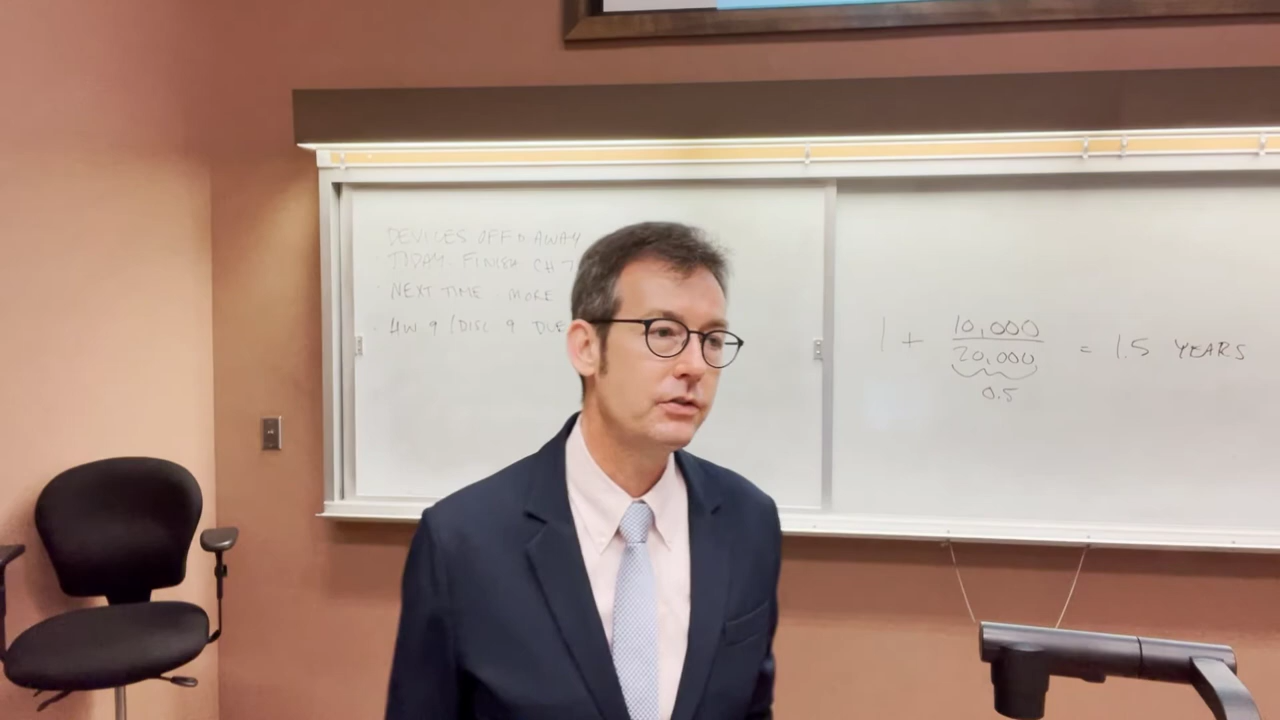 DEVICES OFF & AWAY
· TODAY FINISH CH 7
· NEXT TIME MORE
· HW 9 / DISC 9 DUE
1 + 10,000
20,000
0.5
= 1.5 YEARS